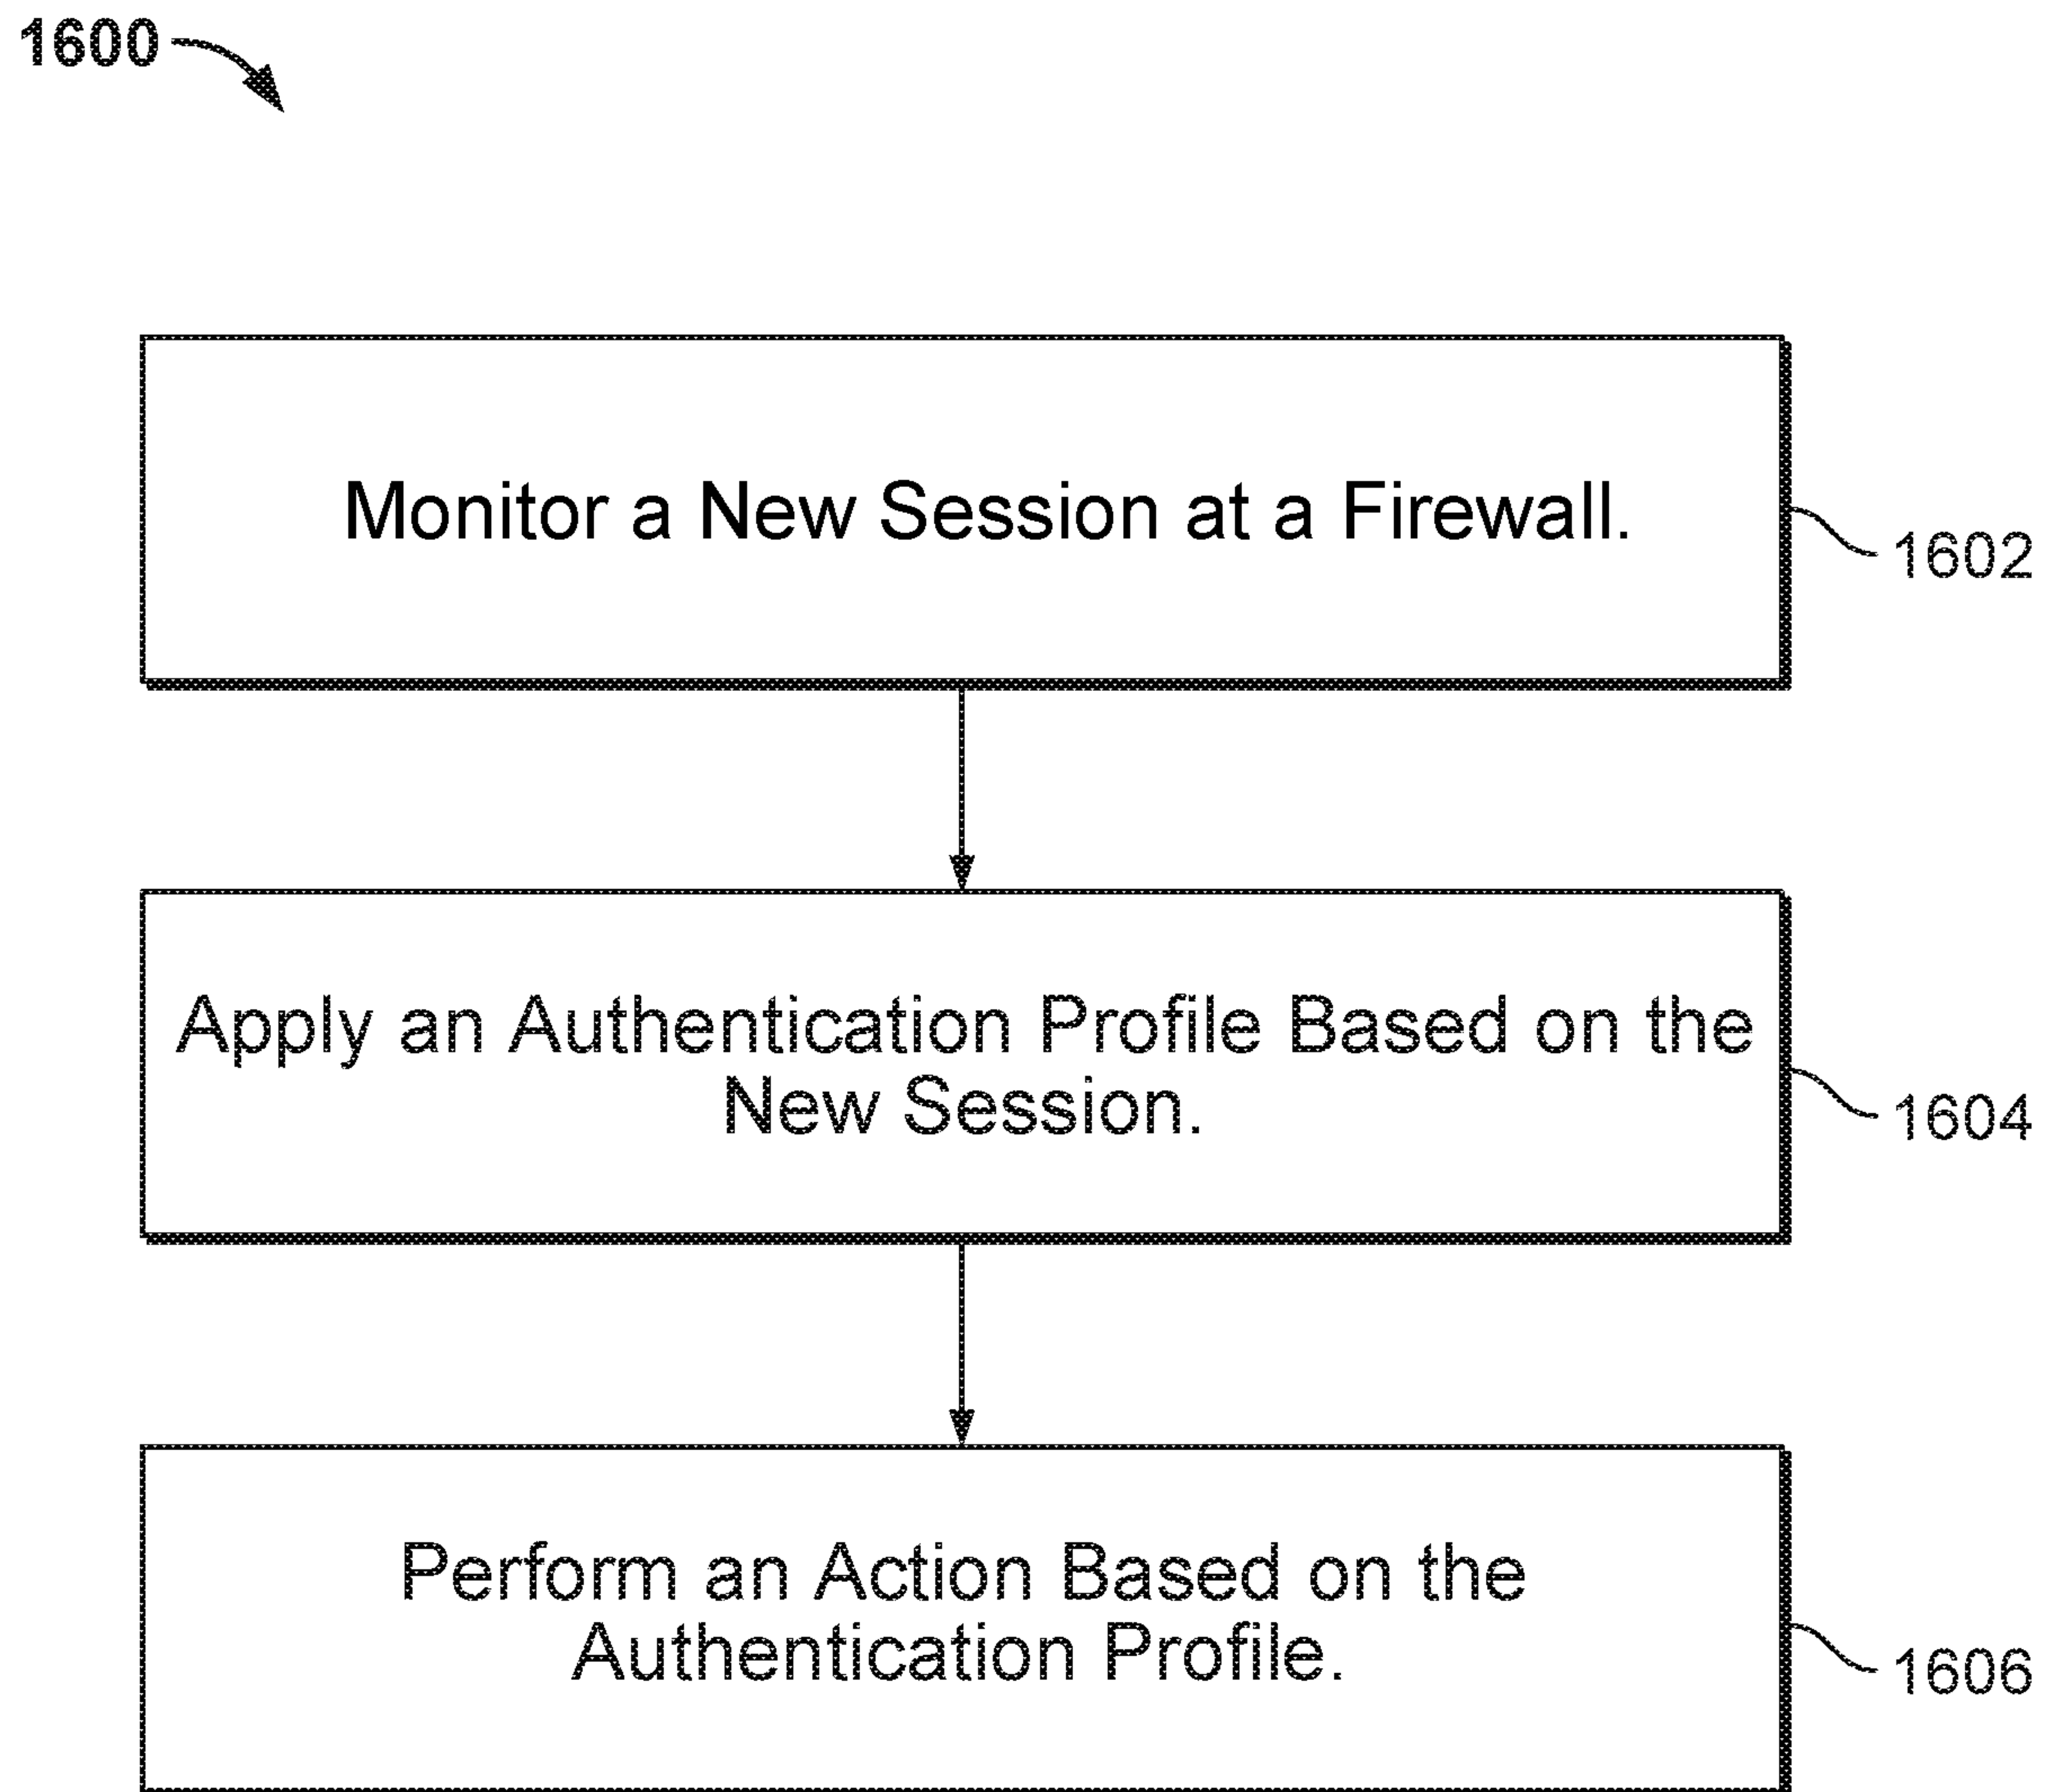 1600
Monitor a New Session at a Firewall.
1602
Apply an Authentication Profile Based on the
New Session.
1604
Perform an Action Based on the
Authentication Profile.
1606